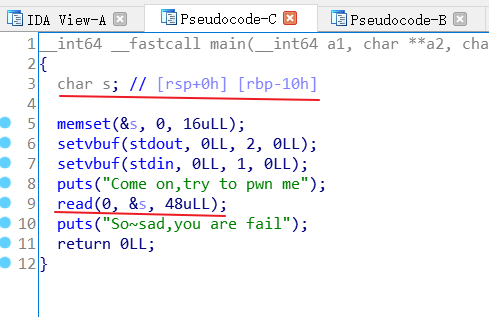 IDA View-A Pseudocode-C Pseudocode-B
1 __int64 __fastcall main(__int64 a1, char **a2, cha
2 {
3 char s; // [rsp+0h] [rbp-10h]
4
5 memset(&s, 0, 16uLL);
6 setvbuf(stdout, 0LL, 2, 0LL);
7 setvbuf(stdin, 0LL, 1, 0LL);
8 puts("Come on,try to pwn me");
9 read(0, &s, 48uLL);
10 puts("So~sad,you are fail");
11 return 0LL;
12 }